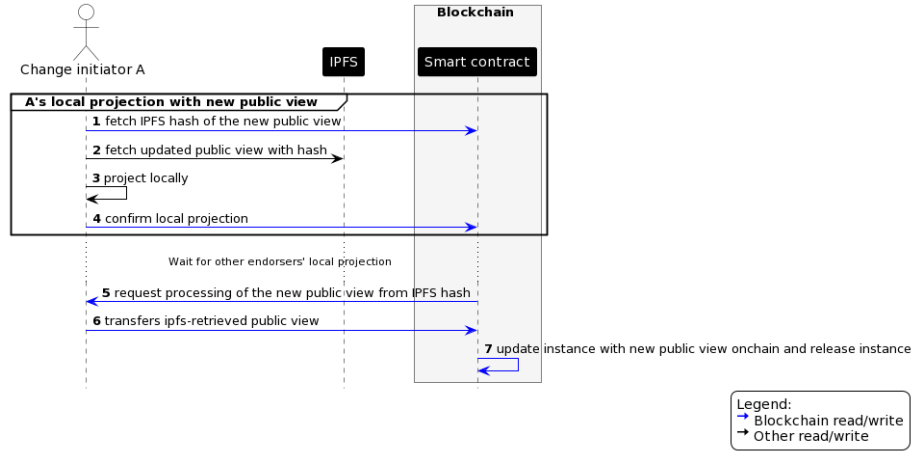 Blockchain
Change initiator A
IPFS
Smart contract
A's local projection with new public view
1 fetch IPFS hash of the new public view
2 fetch updated public view with hash
3 project locally
4 confirm local projection
Wait for other endorsers' local projection
5 request processing of the new public view from IPFS hash
6 transfers ipfs-retrieved public view
7 update instance with new public view onchain and release instance
Legend:
Blockchain read/write
Other read/write